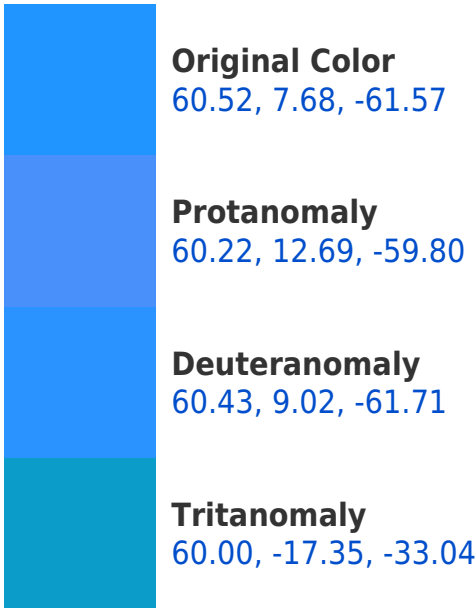 Original Color
60.52, 7.68, -61.57
Protanomaly
60.22, 12.69, -59.80
Deuteranomaly
60.43, 9.02, -61.71
Tritanomaly
60.00, -17.35, -33.04